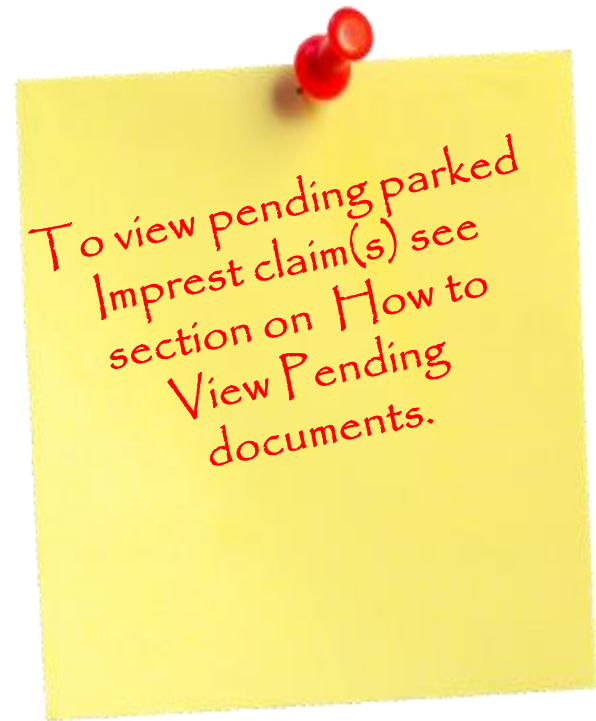 To view pending parked
Imprest claim(s) see
section on How to
View Pending
documents.